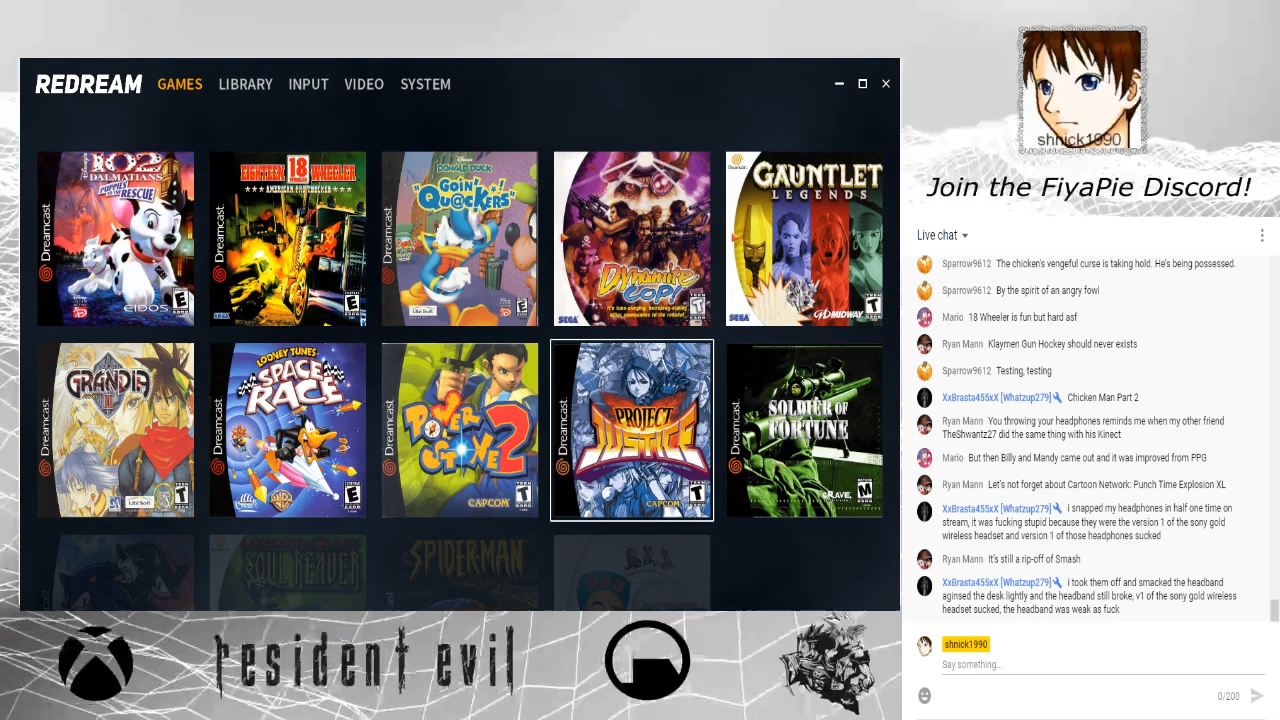 REDREAM GAMES LIBRARY INPUT VIDEO SYSTEM
Disney's
102
DALMATIANS
PUPPIES TO THE RESCUE
Dreamcast
EIDOS
E
EIGHTEEN 18 WHEELER
AMERICAN PRO TRUCKER
Dreamcast
SEGA
E
Disney's
DONALD DUCK
GOIN' QU@CKERS
Dreamcast
Ubi Soft
E
Dynamite
COP!
SEGA
T
Dreamcast
GAUNTLET
LEGENDS
SEGA
MIDWAY
T
GRANDIA
II
Dreamcast
Ubi Soft
T
LOONEY TUNES
SPACE
RACE
Dreamcast
WB
E
POWER
STONE 2
Dreamcast
CAPCOM
T
PROJECT
JUSTICE
Dreamcast
CAPCOM
T
SOLDIER OF
FORTUNE
Dreamcast
CRAVE
M
SOUL REAVER
SPIDER-MAN
resident evil
shnick1990
Join the FiyaPie Discord!
Live chat
Sparrow9612 The chicken's vengeful curse is taking hold. He's being possessed.
Sparrow9612 By the spirit of an angry fowl
Mario 18 Wheeler is fun but hard asf
Ryan Mann Klaymen Gun Hockey should never exists
Sparrow9612 Testing, testing
XxBrasta455xX [Whatzup279] Chicken Man Part 2
Ryan Mann You throwing your headphones reminds me when my other friend
TheShwantz27 did the same thing with his Kinect
Mario But then Billy and Mandy came out and it was improved from PPG
Ryan Mann Let's not forget about Cartoon Network: Punch Time Explosion XL
XxBrasta455xX [Whatzup279] i snapped my headphones in half one time on
stream, it was fucking stupid because they were the version 1 of the sony gold
wireless headset and version 1 of those headphones sucked
Ryan Mann It's still a rip-off of Smash
XxBrasta455xX [Whatzup279] i took them off and smacked the headband
aginsed the desk lightly and the headband still broke, v1 of the sony gold wireless
headset sucked, the headband was weak as fuck
shnick1990
Say something...
0/200